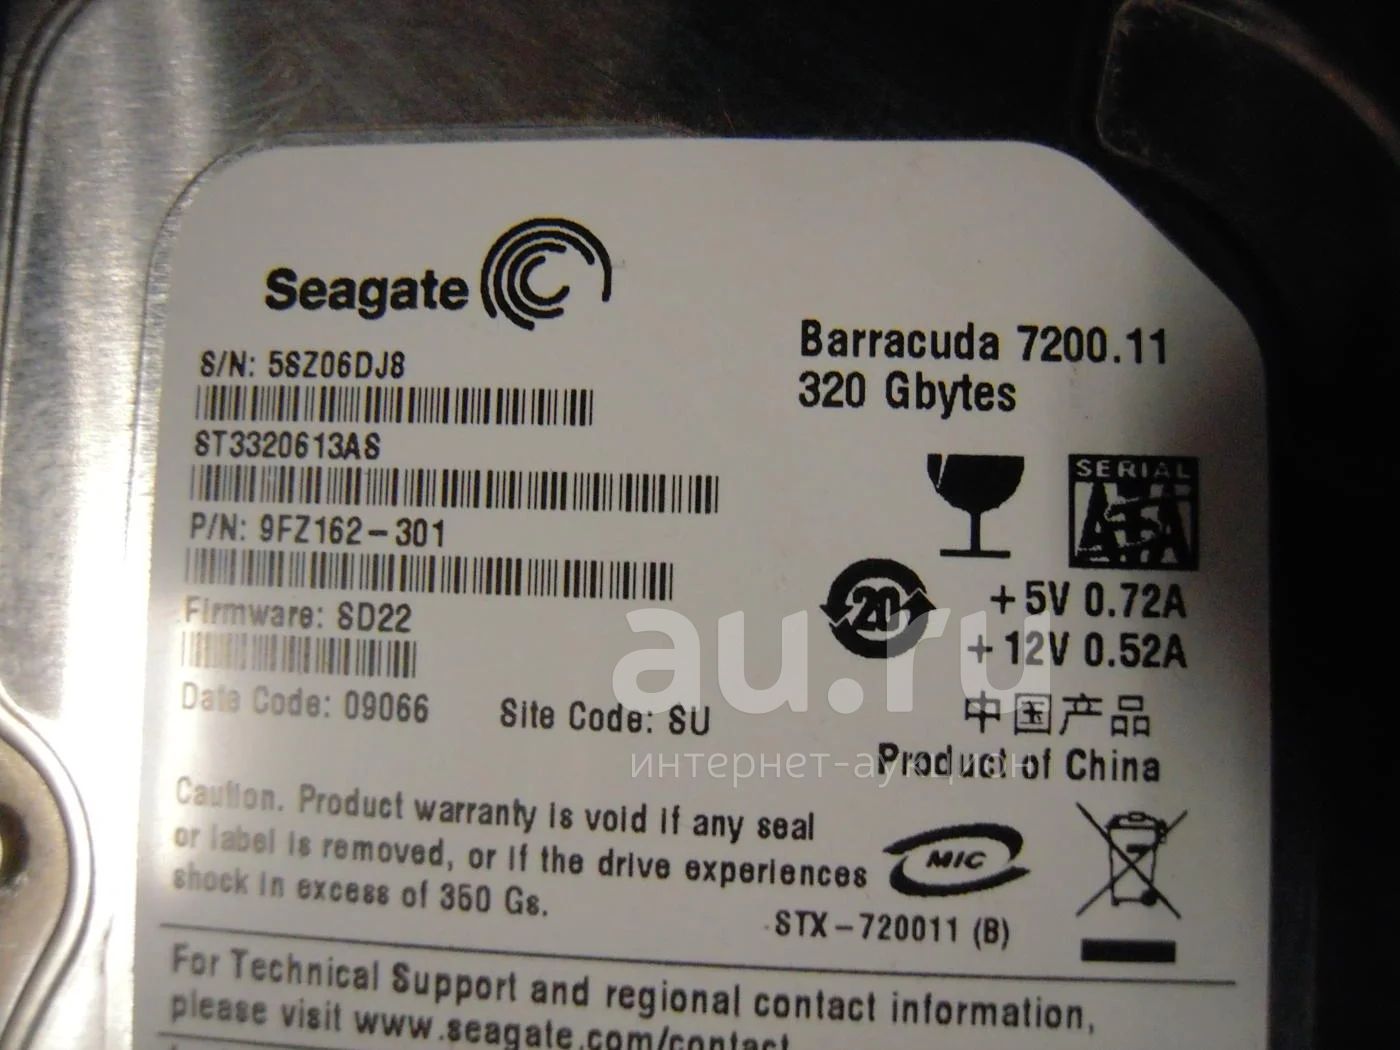 Seagate
Barracuda 7200.11
320 Gbytes
S/N: 5SZ06DJ8
ST3320613AS
P/N: 9FZ162-301
Firmware: SD22
Date Code: 09066
Site Code: SU
SERIAL
ATA
20
+5V 0.72A
+12V 0.52A
中国产品
Product of China
au.ru
интернет-аукцион
Caution. Product warranty is void if any seal
or label is removed, or if the drive experiences
shock in excess of 350 Gs.
MIC
STX-720011 (B)
For Technical Support and regional contact information,
please visit www.seagate.com/contact